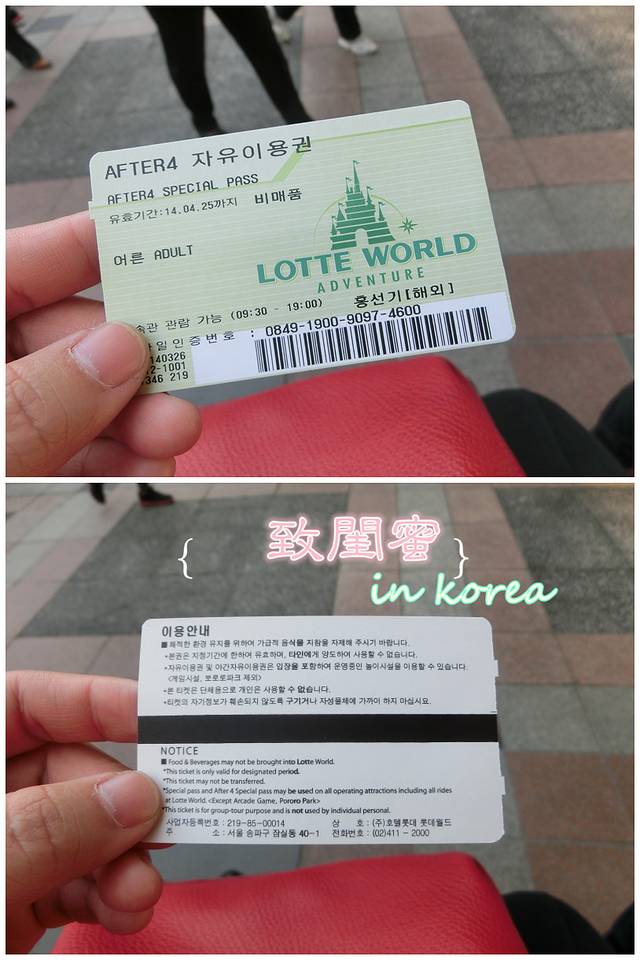 AFTER4 자유이용권
AFTER4 SPECIAL PASS
유효기간:14.04.25까지 비매품
어른 ADULT
LOTTE WORLD
ADVENTURE
관 관람 가능 (09:30 - 19:00) 홍선기[해외]
일인증번호 : 0849-1900-9097-4600
140326
2-1001
346 219
{ 致閨蜜 }
in korea
이용안내
■ 쾌적한 환경 유지를 위하여 가급적 음식물 지참을 자제해 주시기 바랍니다.
*본권은 지정기간에 한하여 유효하며, 타인에게 양도하여 사용할 수 없습니다.
*자유이용권 및 야간자유이용권은 입장을 포함하여 운영중인 놀이시설을 이용할 수 있습니다.
<게임시설, 뽀로로파크 제외>
*본 티켓은 단체용으로 개인은 사용할 수 없습니다.
*티켓의 자기정보가 훼손되지 않도록 구기거나 자성물체에 가까이 하지 마십시요.
NOTICE
■ Food & Beverages may not be brought into Lotte World.
*This ticket is only valid for designated period.
*This ticket may not be transferred.
*Special pass and After 4 Special pass may be used on all operating attractions including all rides
at Lotte World. <Except Arcade Game, Pororo Park>
*This ticket is for group-tour purpose and is not used by individual personal.
사업자등록번호 : 219-85-00014 상 호 : (주)호텔롯데 롯데월드
주 소 : 서울 송파구 잠실동 40-1 전화번호 : (02)411 - 2000